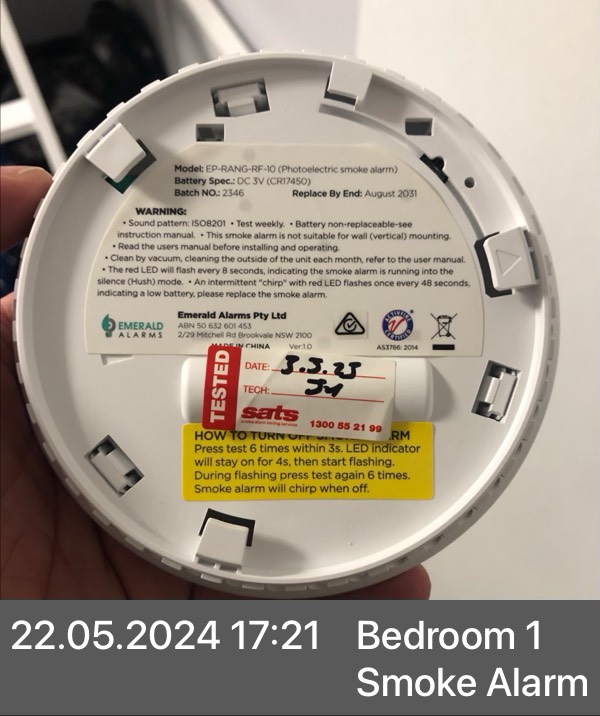 Model: EP-RANG-RF-10 (Photoelectric smoke alarm)
Battery Spec.: DC 3V (CR17450)
Batch NO.: 2346 Replace By End: August 2031
WARNING:
• Sound pattern: ISO8201 • Test weekly. • Battery non-replaceable-see
instruction manual. • This smoke alarm is not suitable for wall (vertical) mounting.
• Read the users manual before installing and operating.
• Clean by vacuum, cleaning the outside of the unit each month, refer to the user manual.
• The red LED will flash every 8 seconds, indicating the smoke alarm is running into the
silence (Hush) mode. • An intermittent "chirp" with red LED flashes once every 48 seconds,
indicating a low battery, please replace the smoke alarm.
EMERALD
ALARMS
Emerald Alarms Pty Ltd
ABN 50 632 601 453
2/29 Mitchell Rd Brookvale NSW 2100
MADE IN CHINA Ver:1.0
AS3786: 2014
TESTED
DATE: 3.3.23
TECH:
sats
smoke alarm testing services
1300 55 21 99
HOW TO TURN OFF
Press test 6 times within 3s. LED indicator
will stay on for 4s, then start flashing.
During flashing press test again 6 times.
Smoke alarm will chirp when off.
22.05.2024 17:21 Bedroom 1
Smoke Alarm